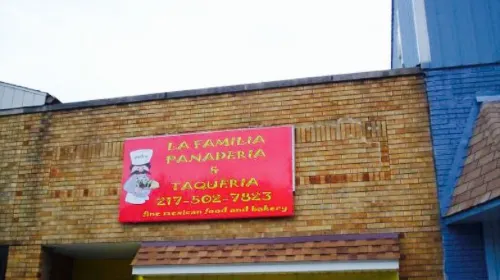 LA FAMILIA
PANADERIA
&
TAQUERIA
217-502-7823
fine mexican food and bakery